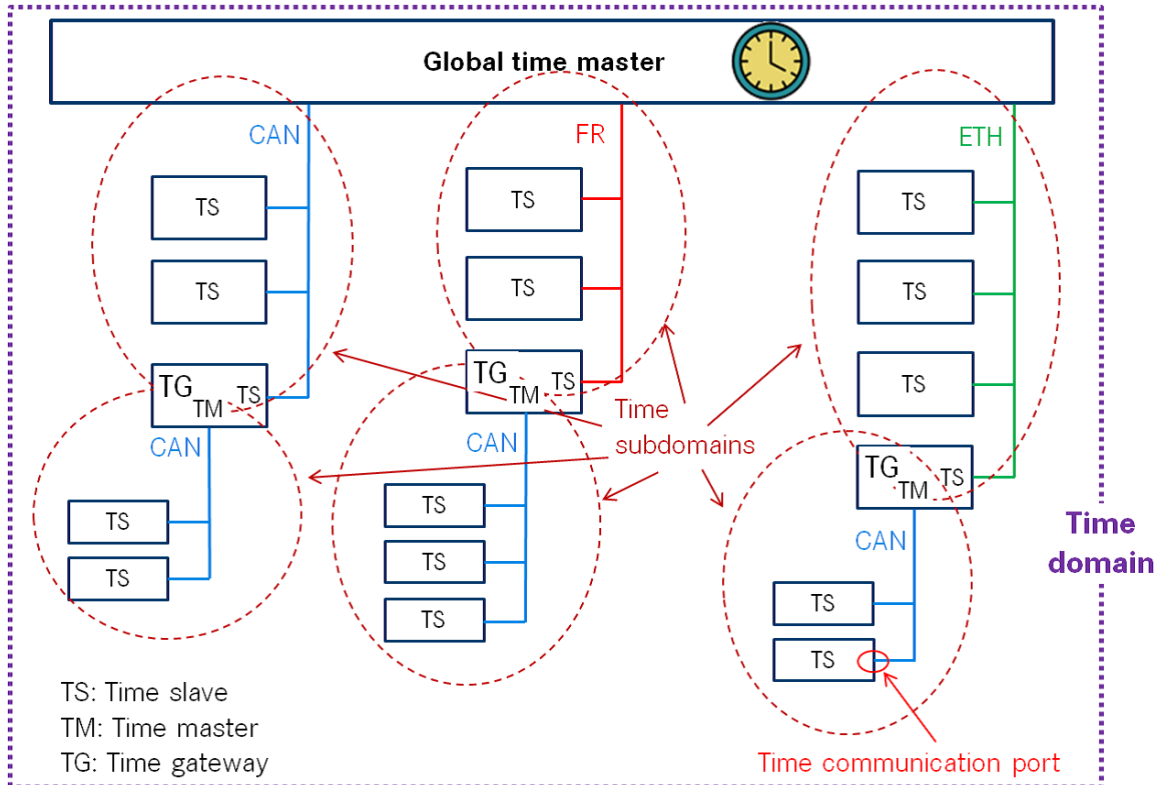 Global time master
CAN
FR
ETH
TS
TS
TS
TS
TS
TS
TS
TG
TM
TS
TG
TM
TS
Time
subdomains
CAN
CAN
TG
TM
TS
TS
TS
TS
TS
TS
CAN
Time
domain
TS
TS
TS: Time slave
TM: Time master
TG: Time gateway
Time communication port